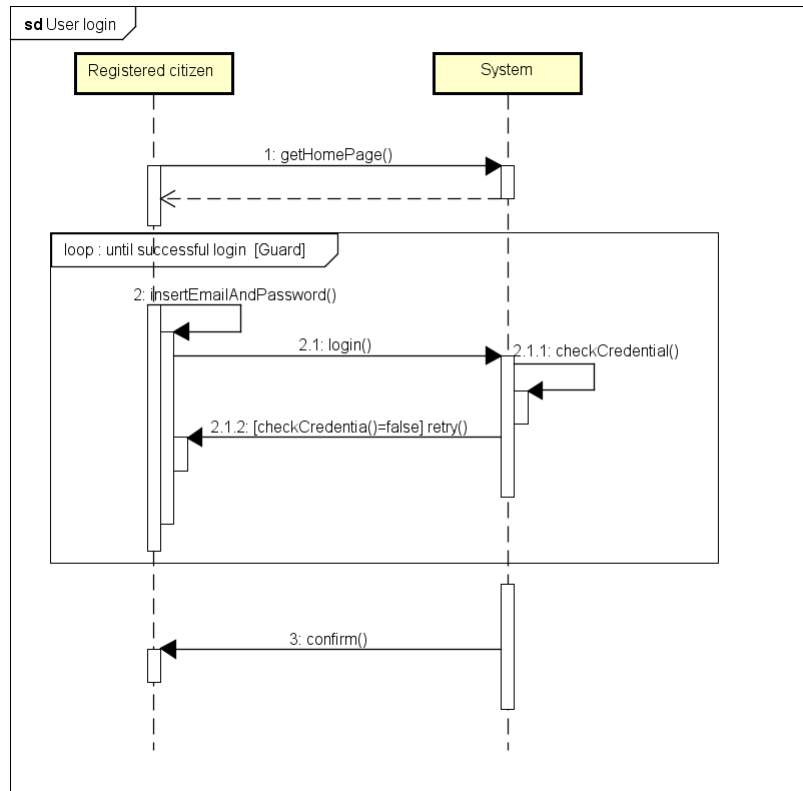 sd User login
Registered citizen
System
1: getHomePage()
loop : until successful login [Guard]
2: insertEmailAndPassword()
2.1: login()
2.1.1: checkCredential()
2.1.2: [checkCredentia()=false] retry()
3: confirm()